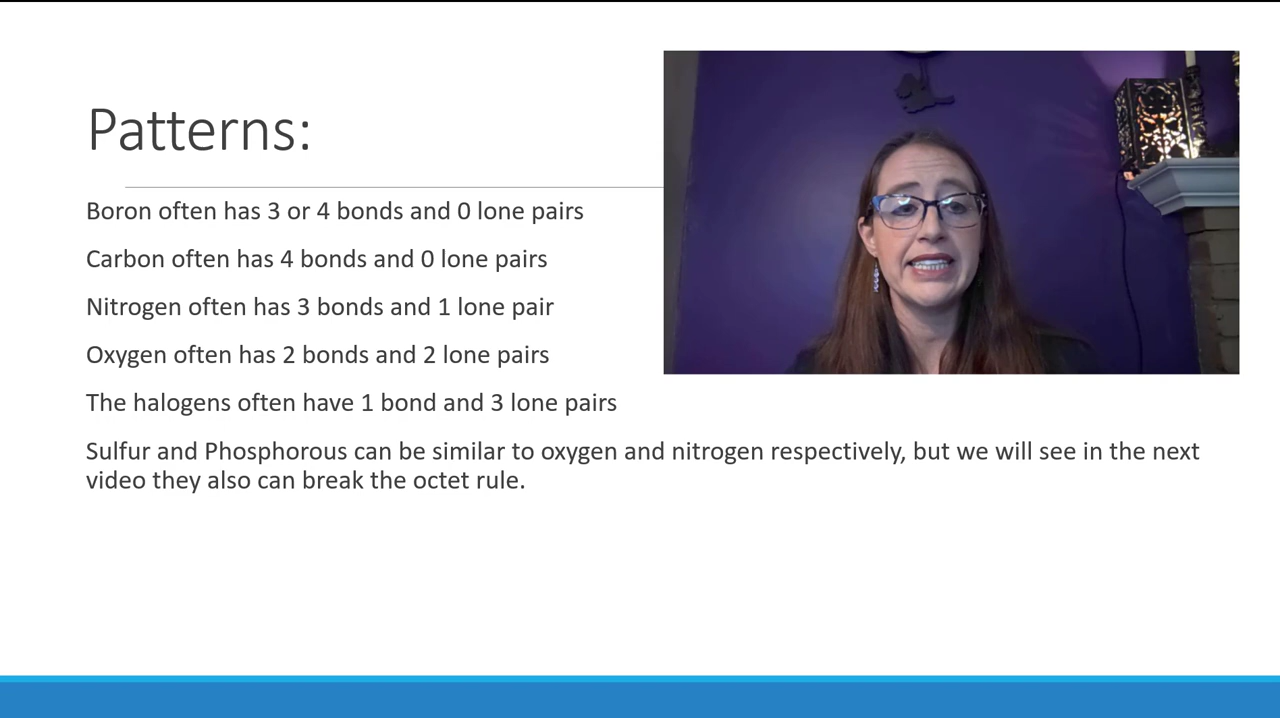 Patterns:
Boron often has 3 or 4 bonds and 0 lone pairs
Carbon often has 4 bonds and 0 lone pairs
Nitrogen often has 3 bonds and 1 lone pair
Oxygen often has 2 bonds and 2 lone pairs
The halogens often have 1 bond and 3 lone pairs
Sulfur and Phosphorous can be similar to oxygen and nitrogen respectively, but we will see in the next
video they also can break the octet rule.